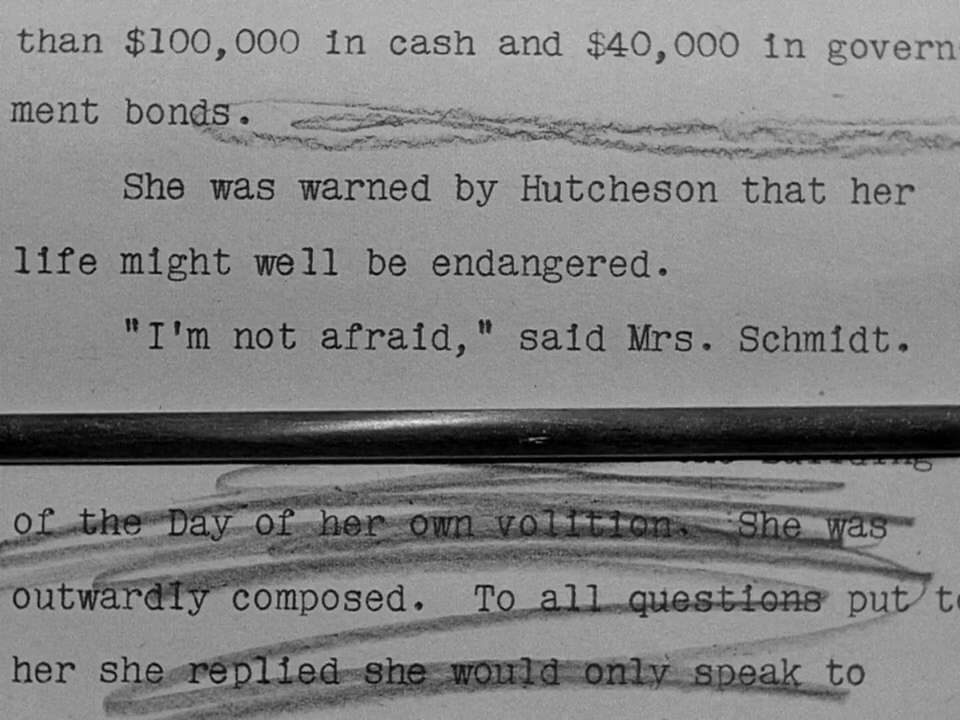 than $100,000 in cash and $40,000 in govern-
ment bonds.
She was warned by Hutcheson that her
life might well be endangered.
"I'm not afraid," said Mrs. Schmidt.
of the Day of her own volition. She was
outwardly composed. To all questions put to
her she replied she would only speak to